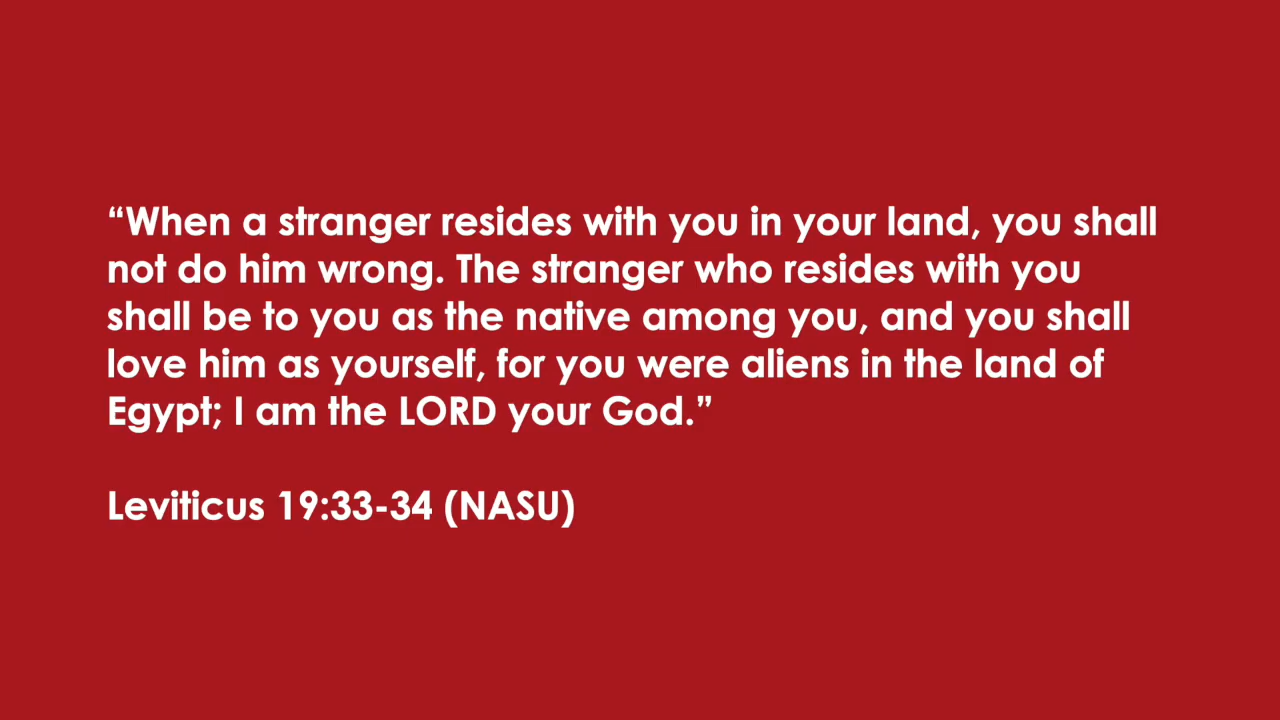 “When a stranger resides with you in your land, you shall
not do him wrong. The stranger who resides with you
shall be to you as the native among you, and you shall
love him as yourself, for you were aliens in the land of
Egypt; I am the LORD your God.”
Leviticus 19:33-34 (NASU)